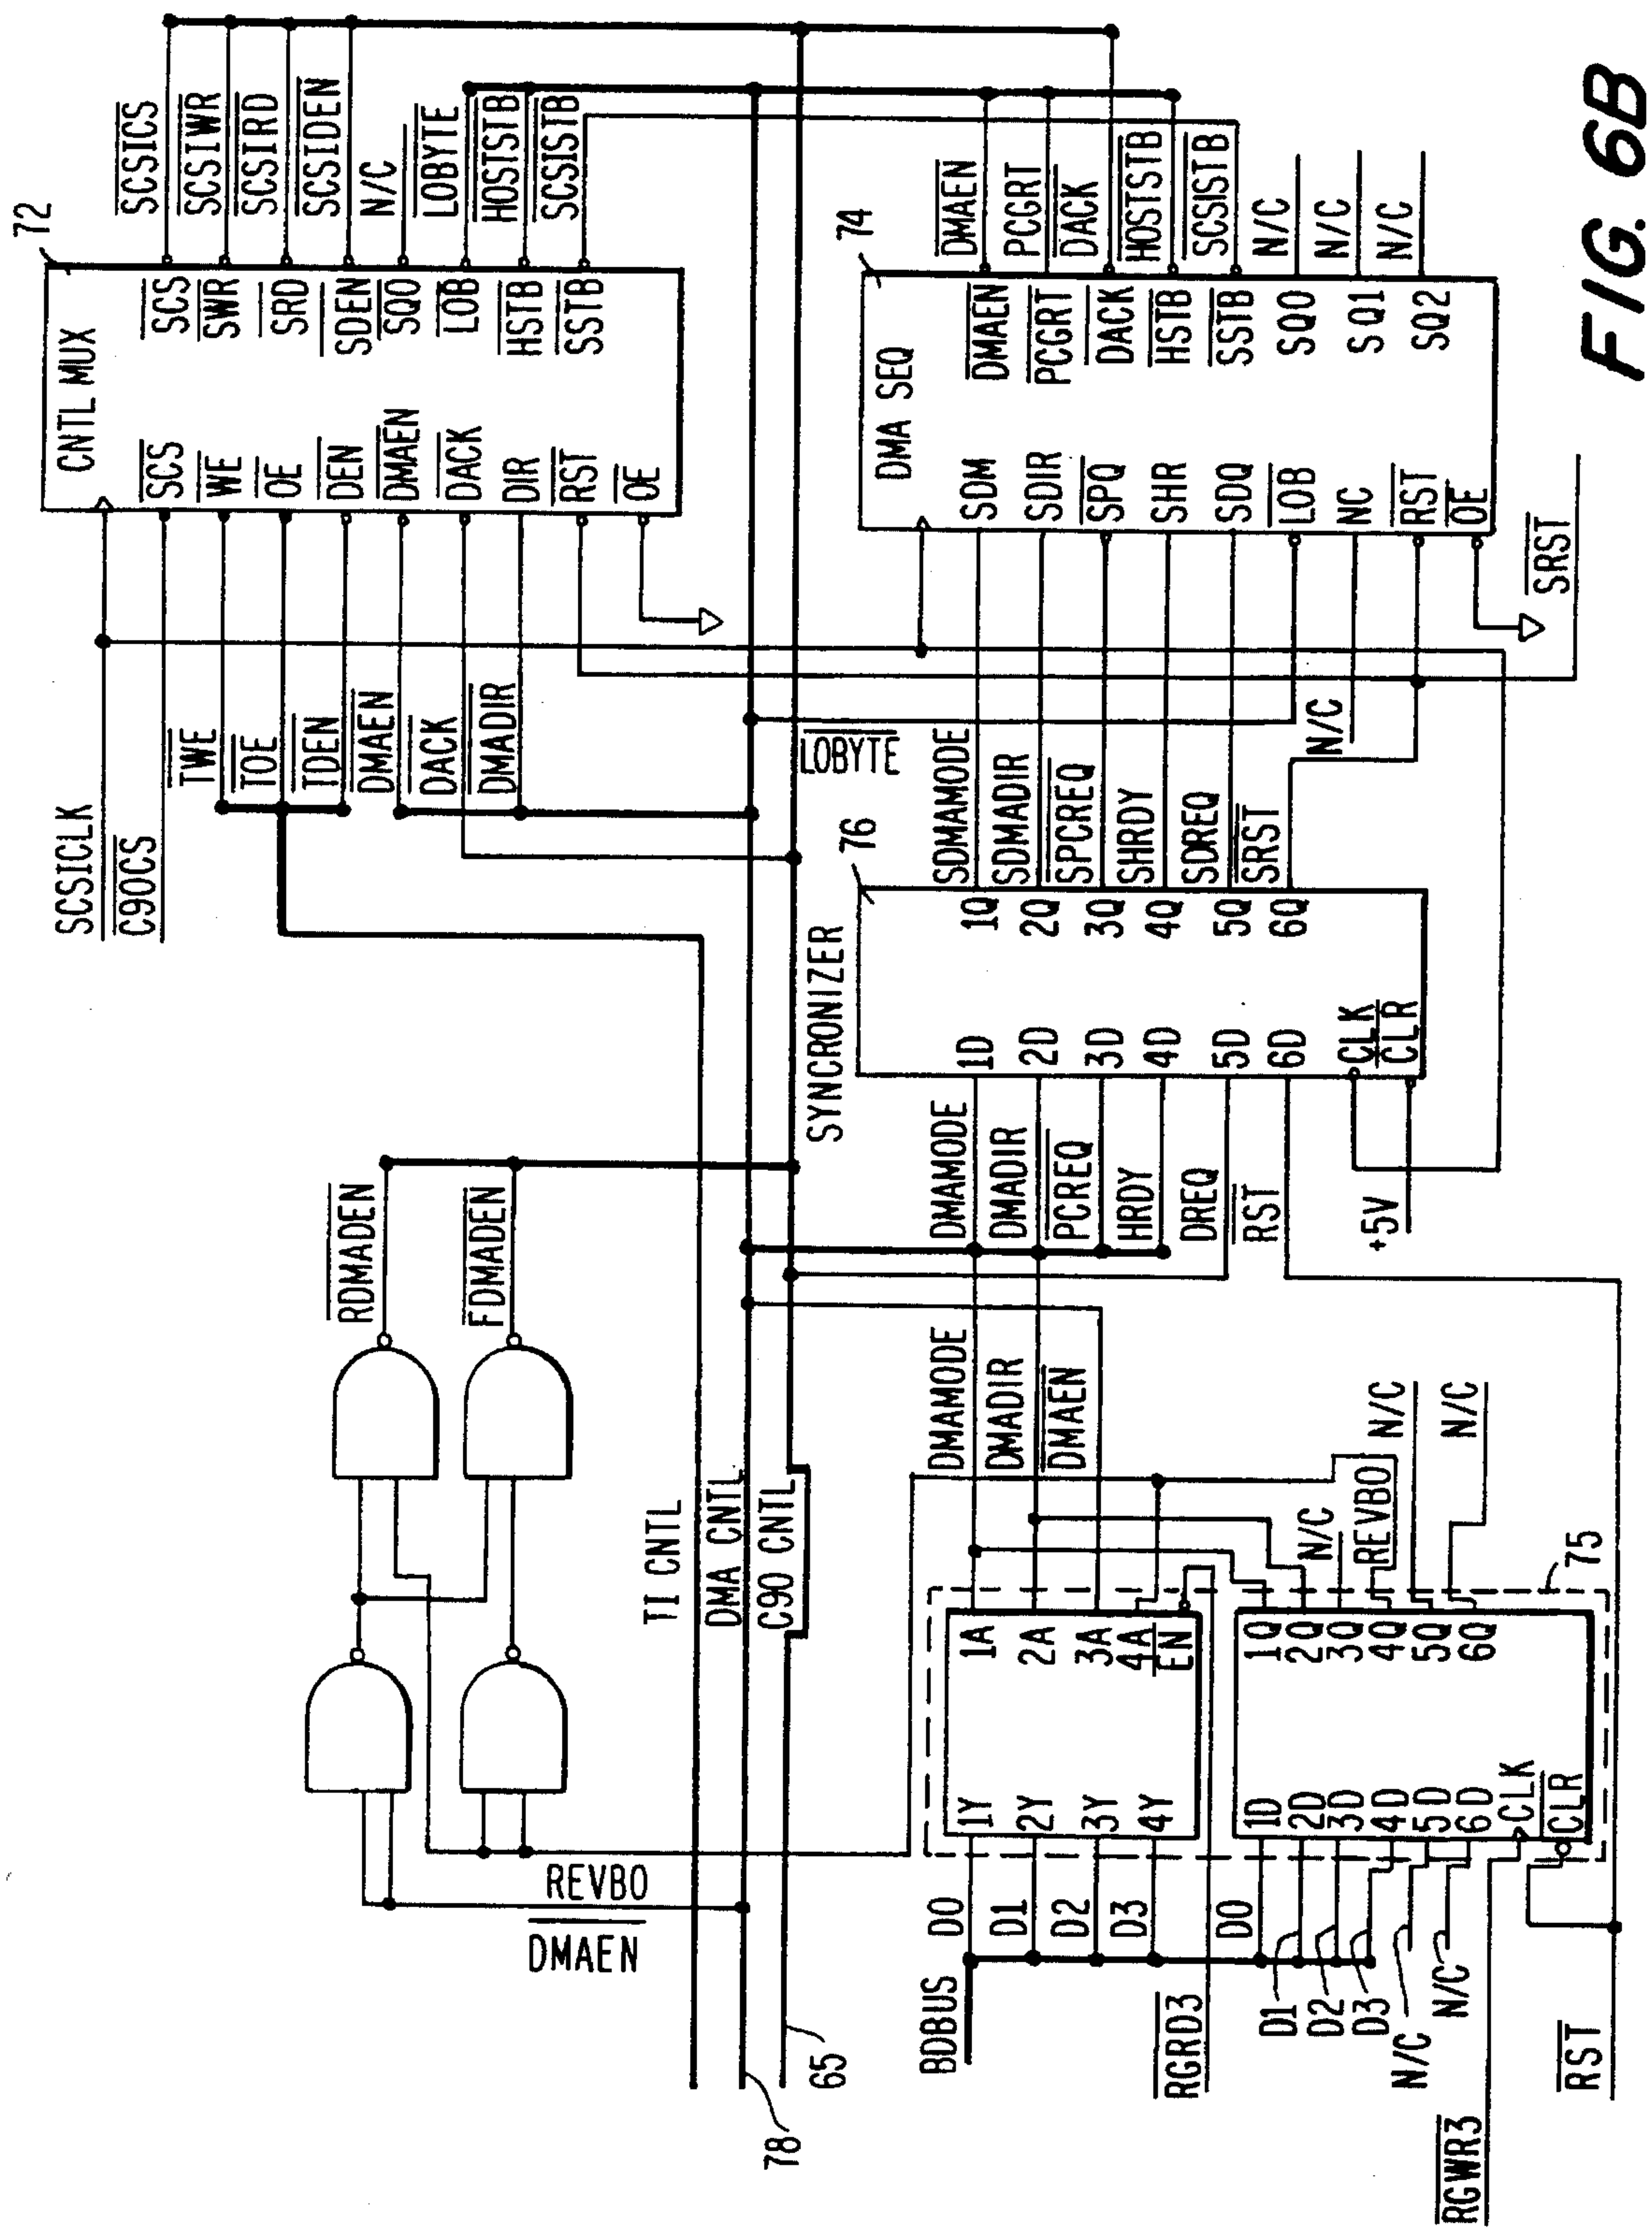 72
CNTL MUX
SCS
WE
OE
DEN
DMAEN
DACK
DIR
RST
OE
SCS
SWR
SRD
SDEN
SQO
LOB
HSTB
SSTB
SCSICS
SCSIWR
SCSIRD
SCSIDEN
N/C
LOBYTE
HOSTSTB
SCSISTB
SCSICLK
C90CS
TWE
TOE
TDEN
DMAEN
DACK
DMADIR
RDMADEN
FDMADEN
REVBO
DMAEN
TI CNTL
DMA CNTL
C90 CNTL
78
65
74
DMA SEQ
SDM
SDIR
SPQ
SHR
SDQ
LOB
NC
RST
OE
DMAEN
PCGRT
DACK
HSTB
SSTB
SQ0
SQ1
SQ2
DMAEN
PCGRT
DACK
HOSTSTB
SCSISTB
N/C
N/C
N/C
SRST
LOBYTE
SDMAMODE
SDMADIR
SPCREQ
SHRDY
SDREQ
SRST
N/C
76
SYNCRONIZER
1D
2D
3D
4D
5D
6D
CLK
CLR
1Q
2Q
3Q
4Q
5Q
6Q
DMAMODE
DMADIR
PCREQ
HRDY
DREQ
RST
+5V
DMAMODE
DMADIR
DMAEN
N/C
REVBO
N/C
N/C
75
1Y
2Y
3Y
4Y
1A
2A
3A
4A
EN
1D
2D
3D
4D
5D
6D
CLK
CLR
1Q
2Q
3Q
4Q
5Q
6Q
D0
D1
D2
D3
D0
D1
D2
D3
N/C
N/C
BDBUS
RGRD3
RGWR3
RST
FIG. 6B